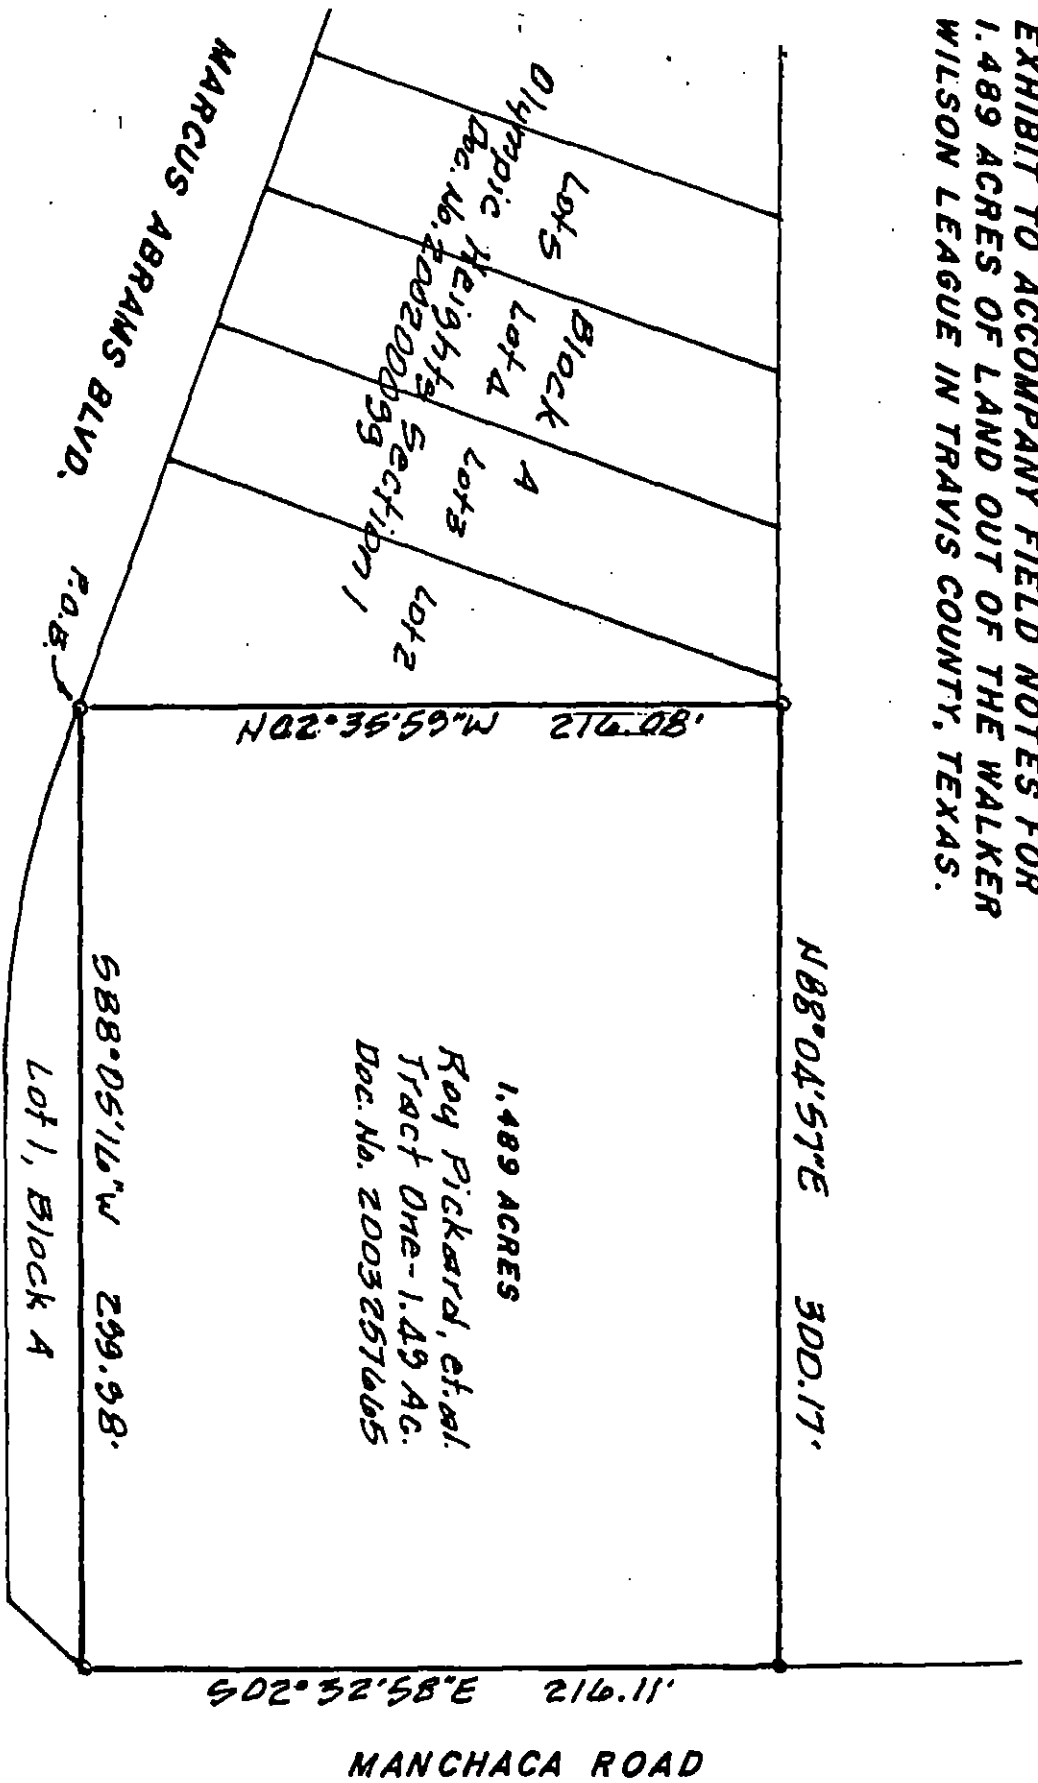 EXHIBIT TO ACCOMPANY FIELD NOTES FOR
1.489 ACRES OF LAND OUT OF THE WALKER
WILSON LEAGUE IN TRAVIS COUNTY, TEXAS.
N88°04'57"E 300.17'
1.489 ACRES
Roy Pickard, et.al.
Tract One-1.49 AC.
Doc. No. 2003257665
N02°35'59"W 216.08'
S02°32'58"E 216.11'
MANCHACA ROAD
S88°05'16"W 299.98'
Lot 1, Block A
P.O.B.
MARCUS ABRAMS BLVD.
Lot 5
Lot 4
Lot 3
Lot 2
Block A
Olympic Heights Section 1
Doc. No. 200200099